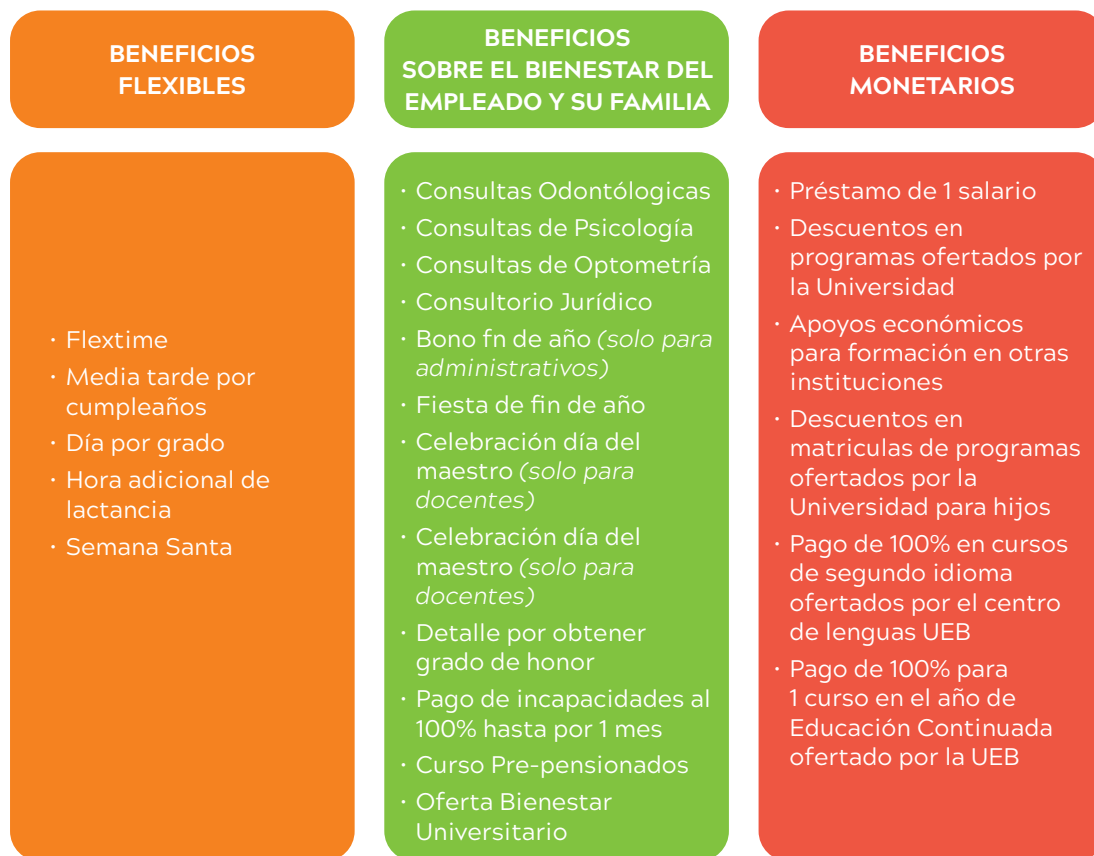 BENEFICIOS
FLEXIBLES
· Flextime
· Media tarde por
cumpleaños
· Día por grado
· Hora adicional de
lactancia
· Semana Santa
BENEFICIOS
SOBRE EL BIENESTAR DEL
EMPLEADO Y SU FAMILIA
· Consultas Odontólogicas
· Consultas de Psicología
· Consultas de Optometría
· Consultorio Jurídico
· Bono fn de año (solo para
administrativos)
· Fiesta de fin de año
· Celebración día del
maestro (solo para
docentes)
· Celebración día del
maestro (solo para
docentes)
· Detalle por obtener
grado de honor
· Pago de incapacidades al
100% hasta por 1 mes
· Curso Pre-pensionados
· Oferta Bienestar
Universitario
BENEFICIOS
MONETARIOS
· Préstamo de 1 salario
· Descuentos en
programas ofertados por
la Universidad
· Apoyos económicos
para formación en otras
instituciones
· Descuentos en
matriculas de programas
ofertados por la
Universidad para hijos
· Pago de 100% en cursos
de segundo idioma
ofertados por el centro
de lenguas UEB
· Pago de 100% para
1 curso en el año de
Educación Continuada
ofertado por la UEB